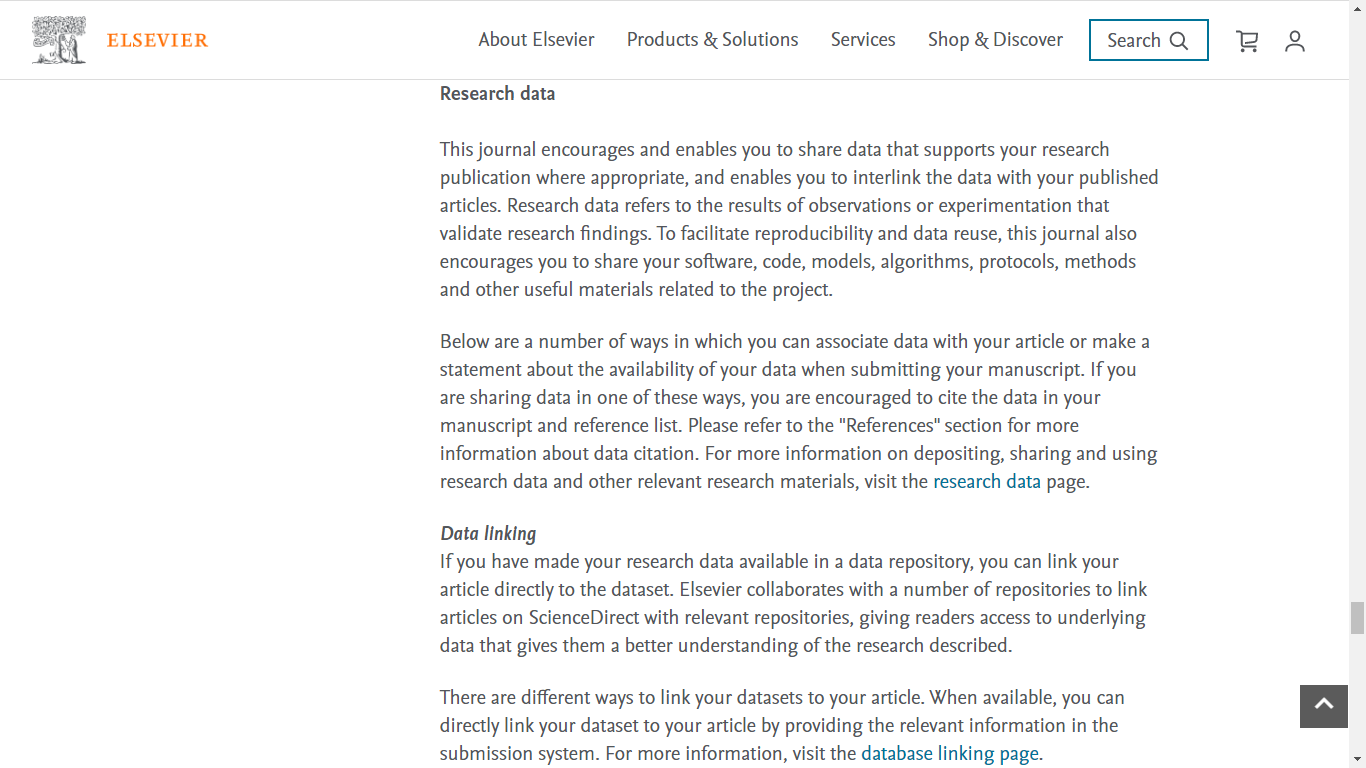 ELSEVIER
About Elsevier
Products & Solutions
Services
Shop & Discover
Search
Research data
This journal encourages and enables you to share data that supports your research
publication where appropriate, and enables you to interlink the data with your published
articles. Research data refers to the results of observations or experimentation that
validate research findings. To facilitate reproducibility and data reuse, this journal also
encourages you to share your software, code, models, algorithms, protocols, methods
and other useful materials related to the project.
Below are a number of ways in which you can associate data with your article or make a
statement about the availability of your data when submitting your manuscript. If you
are sharing data in one of these ways, you are encouraged to cite the data in your
manuscript and reference list. Please refer to the "References" section for more
information about data citation. For more information on depositing, sharing and using
research data and other relevant research materials, visit the research data page.
Data linking
If you have made your research data available in a data repository, you can link your
article directly to the dataset. Elsevier collaborates with a number of repositories to link
articles on ScienceDirect with relevant repositories, giving readers access to underlying
data that gives them a better understanding of the research described.
There are different ways to link your datasets to your article. When available, you can
directly link your dataset to your article by providing the relevant information in the
submission system. For more information, visit the database linking page.